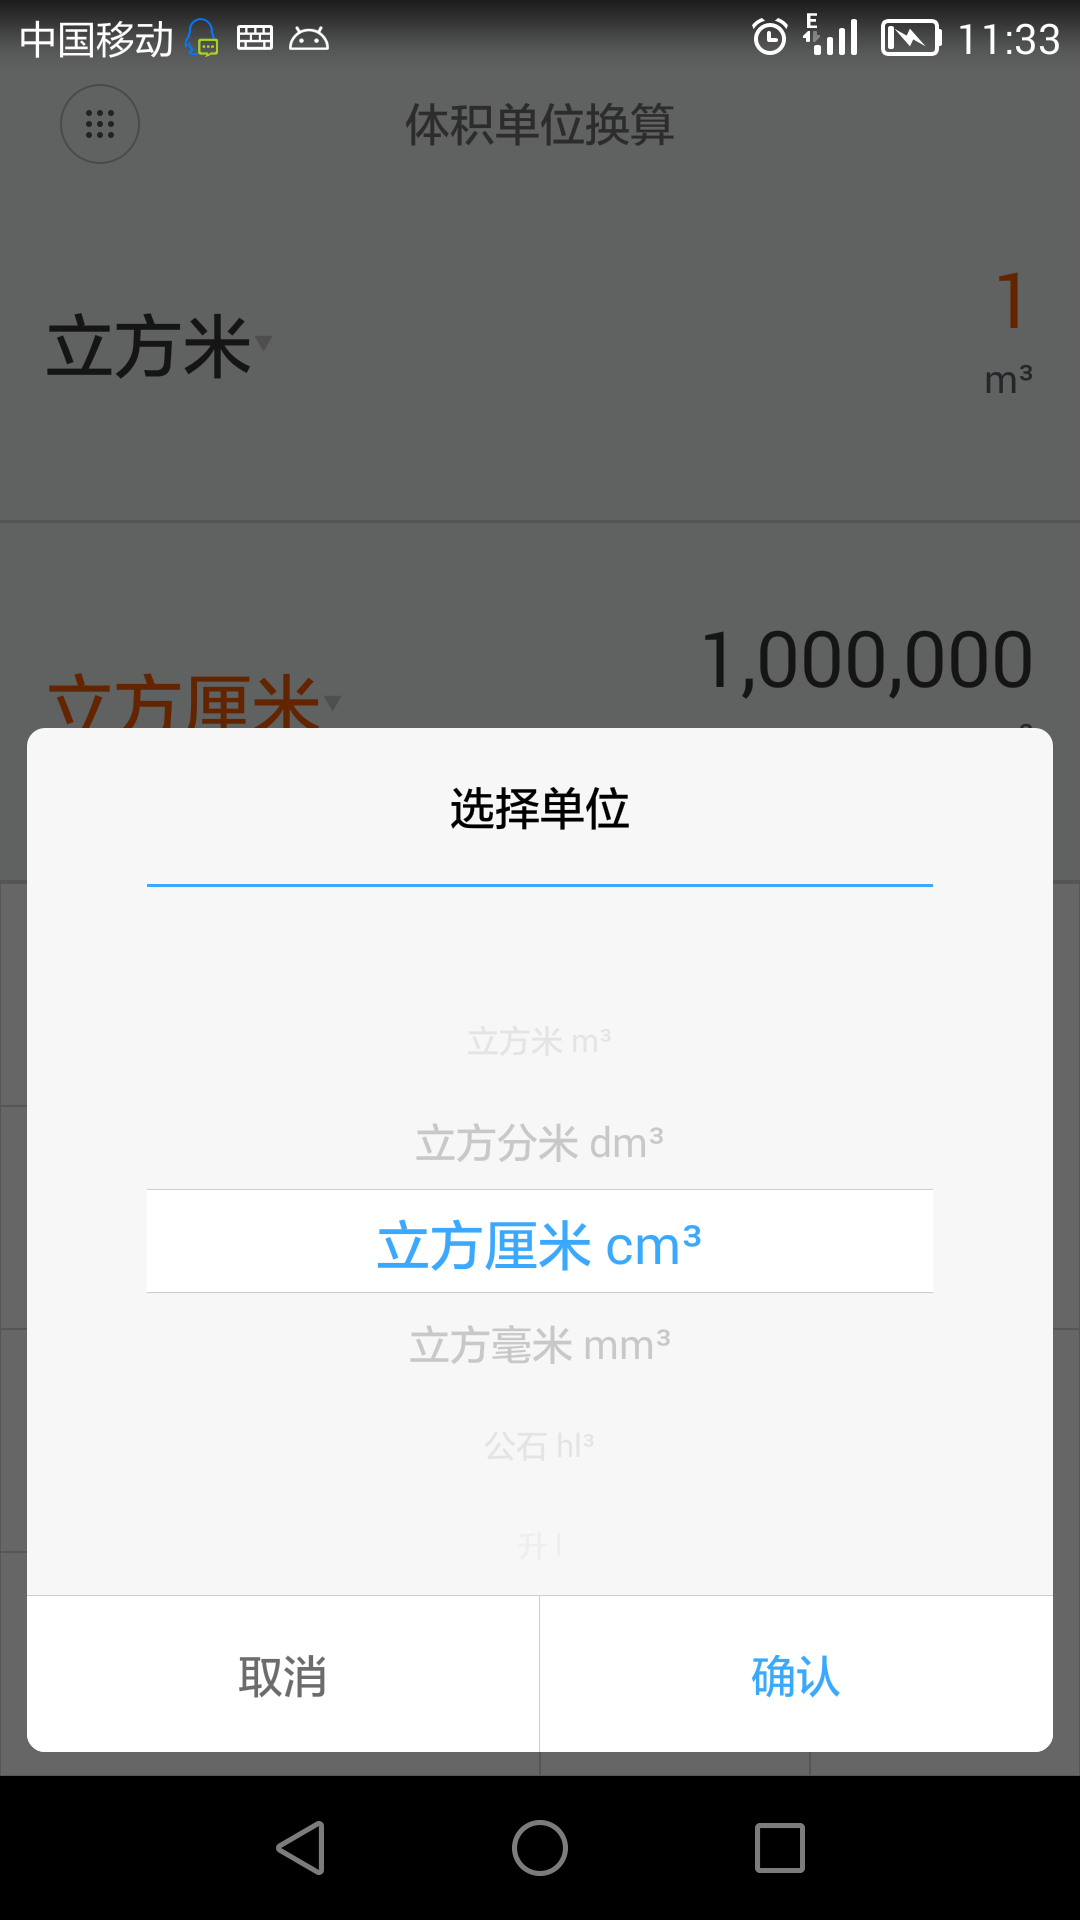 中国移动 11:33
体积单位换算
1
立方米
m³
1,000,000
立方厘米
选择单位
立方米 m³
立方分米 dm³
立方厘米 cm³
立方毫米 mm³
公石 hl³
升 l
取消 确认